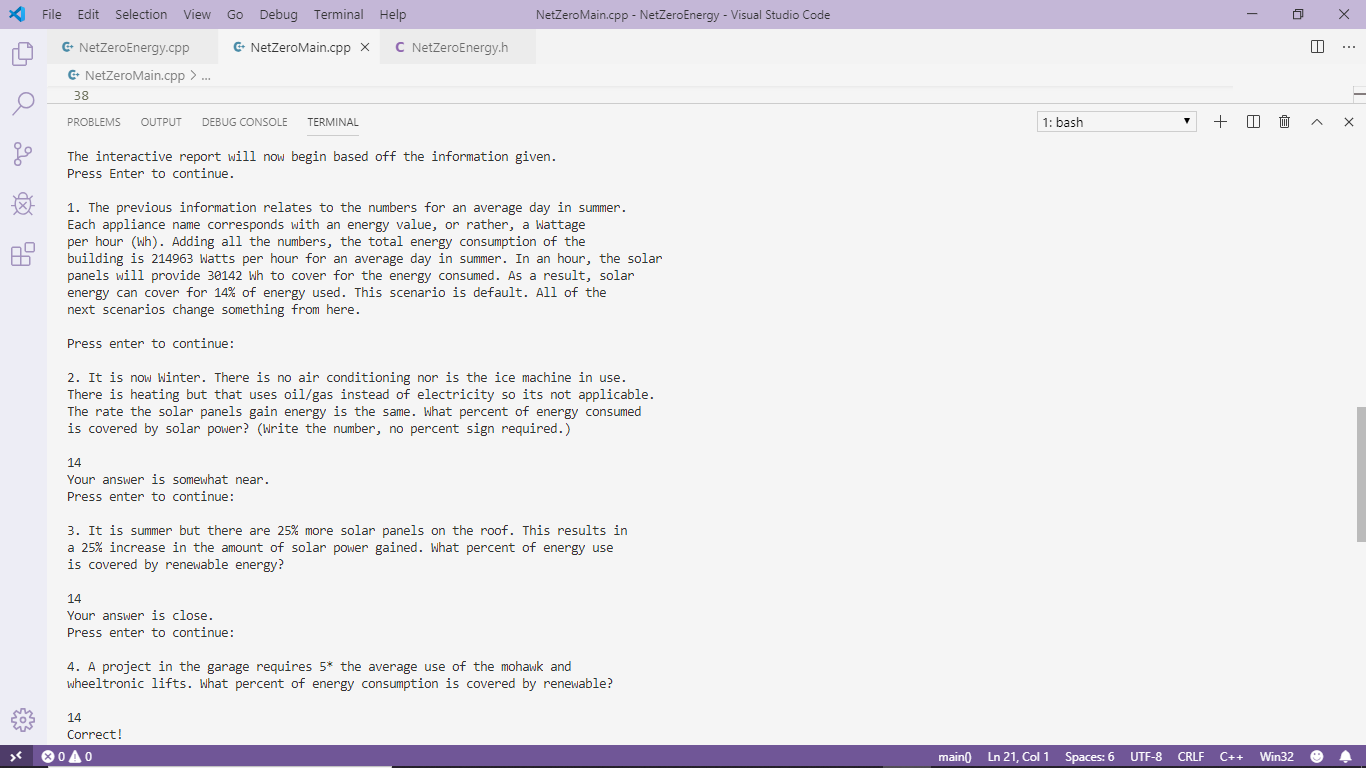 File Edit Selection View Go Debug Terminal Help NetZeroMain.cpp - NetZeroEnergy - Visual Studio Code
NetZeroEnergy.cpp NetZeroMain.cpp NetZeroEnergy.h
NetZeroMain.cpp > ...
38
PROBLEMS OUTPUT DEBUG CONSOLE TERMINAL 1: bash
The interactive report will now begin based off the information given.
Press Enter to continue.
1. The previous information relates to the numbers for an average day in summer.
Each appliance name corresponds with an energy value, or rather, a Wattage
per hour (Wh). Adding all the numbers, the total energy consumption of the
building is 214963 Watts per hour for an average day in summer. In an hour, the solar
panels will provide 30142 Wh to cover for the energy consumed. As a result, solar
energy can cover for 14% of energy used. This scenario is default. All of the
next scenarios change something from here.
Press enter to continue:
2. It is now Winter. There is no air conditioning nor is the ice machine in use.
There is heating but that uses oil/gas instead of electricity so its not applicable.
The rate the solar panels gain energy is the same. What percent of energy consumed
is covered by solar power? (Write the number, no percent sign required.)
14
Your answer is somewhat near.
Press enter to continue:
3. It is summer but there are 25% more solar panels on the roof. This results in
a 25% increase in the amount of solar power gained. What percent of energy use
is covered by renewable energy?
14
Your answer is close.
Press enter to continue:
4. A project in the garage requires 5* the average use of the mohawk and
wheeltronic lifts. What percent of energy consumption is covered by renewable?
14
Correct!
0 0 main() Ln 21, Col 1 Spaces: 6 UTF-8 CRLF C++ Win32